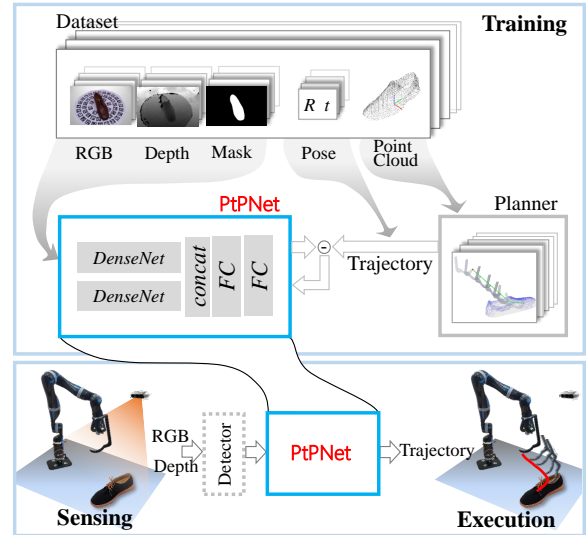 Dataset
Training
R t
RGB
Depth
Mask
Pose
Point
Cloud
PtPNet
Planner
DenseNet
DenseNet
concat
FC
FC
Trajectory
RGB
Depth
Detector
PtPNet
Trajectory
Sensing
Execution